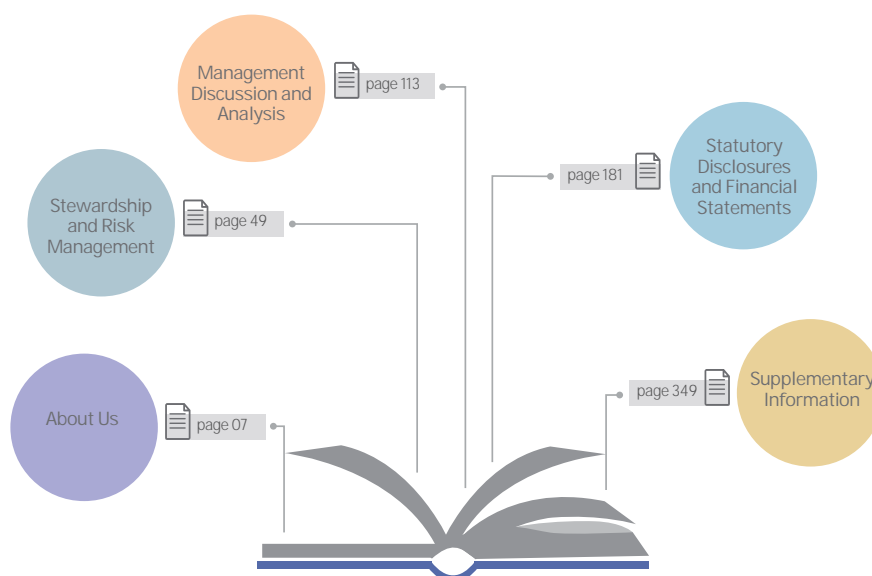 Management
Discussion and
Analysis
page 113
Statutory
Disclosures
and Financial
Statements
page 181
Stewardship
and Risk
Management
page 49
Supplementary
Information
page 349
About Us
page 07